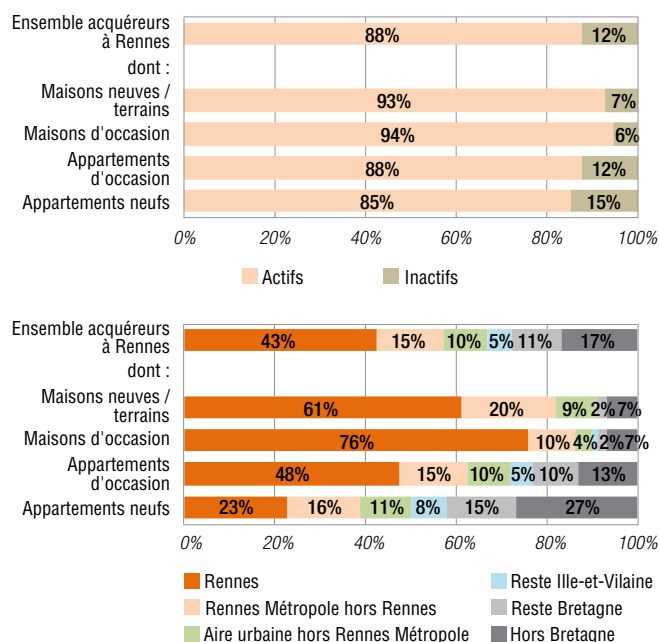 Ensemble acquéreurs
à Rennes
88% 12%
dont :
Maisons neuves /
terrains
93% 7%
Maisons d'occasion
94% 6%
Appartements
d'occasion
88% 12%
Appartements neufs
85% 15%
0% 20% 40% 60% 80% 100%
Actifs Inactifs
Ensemble acquéreurs
à Rennes
43% 15% 10% 5% 11% 17%
dont :
Maisons neuves /
terrains
61% 20% 9% 2% 7%
Maisons d'occasion
76% 10% 4% 2% 7%
Appartements
d'occasion
48% 15% 10% 5% 10% 13%
Appartements neufs
23% 16% 11% 8% 15% 27%
0% 20% 40% 60% 80% 100%
Rennes Reste Ille-et-Vilaine
Rennes Métropole hors Rennes Reste Bretagne
Aire urbaine hors Rennes Métropole Hors Bretagne